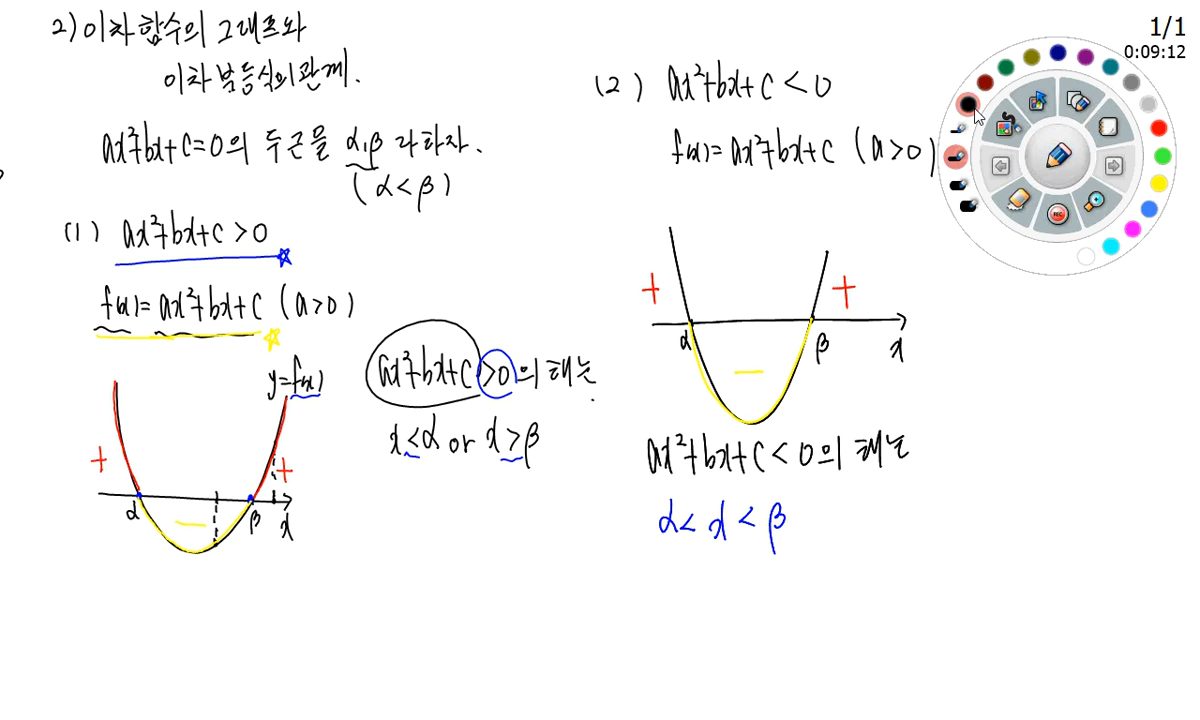 2) 이차함수의 그래프와
이차부등식의 관계.
ax²+bx+c=0의 두근을 α,β라하자.
(α<β)
(1) ax²+bx+c>0
f(x)=ax²+bx+c (a>0)
y=f(x)
+
+
−
α
β
x
ax²+bx+c>0의 해는
x<α or x>β
(2) ax²+bx+c<0
f(x)=ax²+bx+c (a>0)
+
+
−
α
β
x
ax²+bx+c<0의 해는
α<x<β
1/1
0:09:12
REC